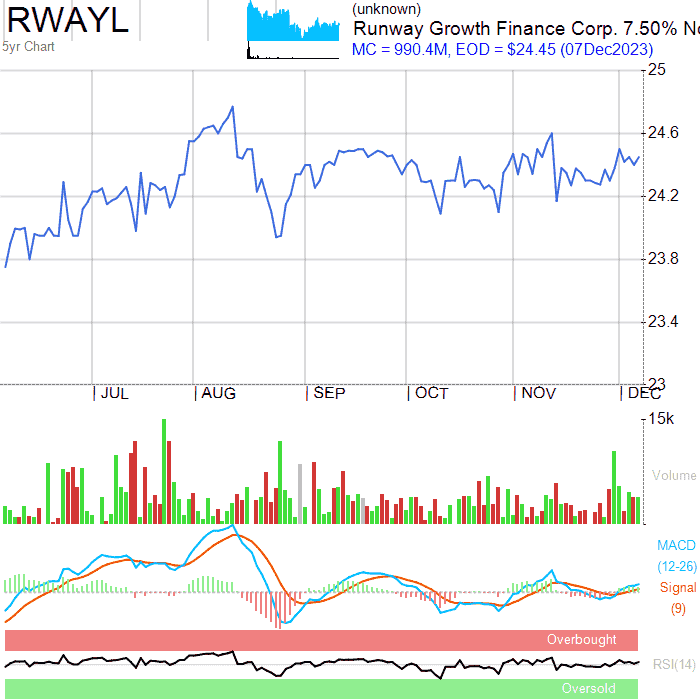 RWAYL
5yr Chart
(unknown)
Runway Growth Finance Corp. 7.50% No
MC = 990.4M, EOD = $24.45 (07Dec2023)
25
24.6
24.2
23.8
23.4
23
JUL AUG SEP OCT NOV DEC
15k
Volume
MACD
(12-26)
Signal
(9)
Overbought
RSI(14)
Oversold